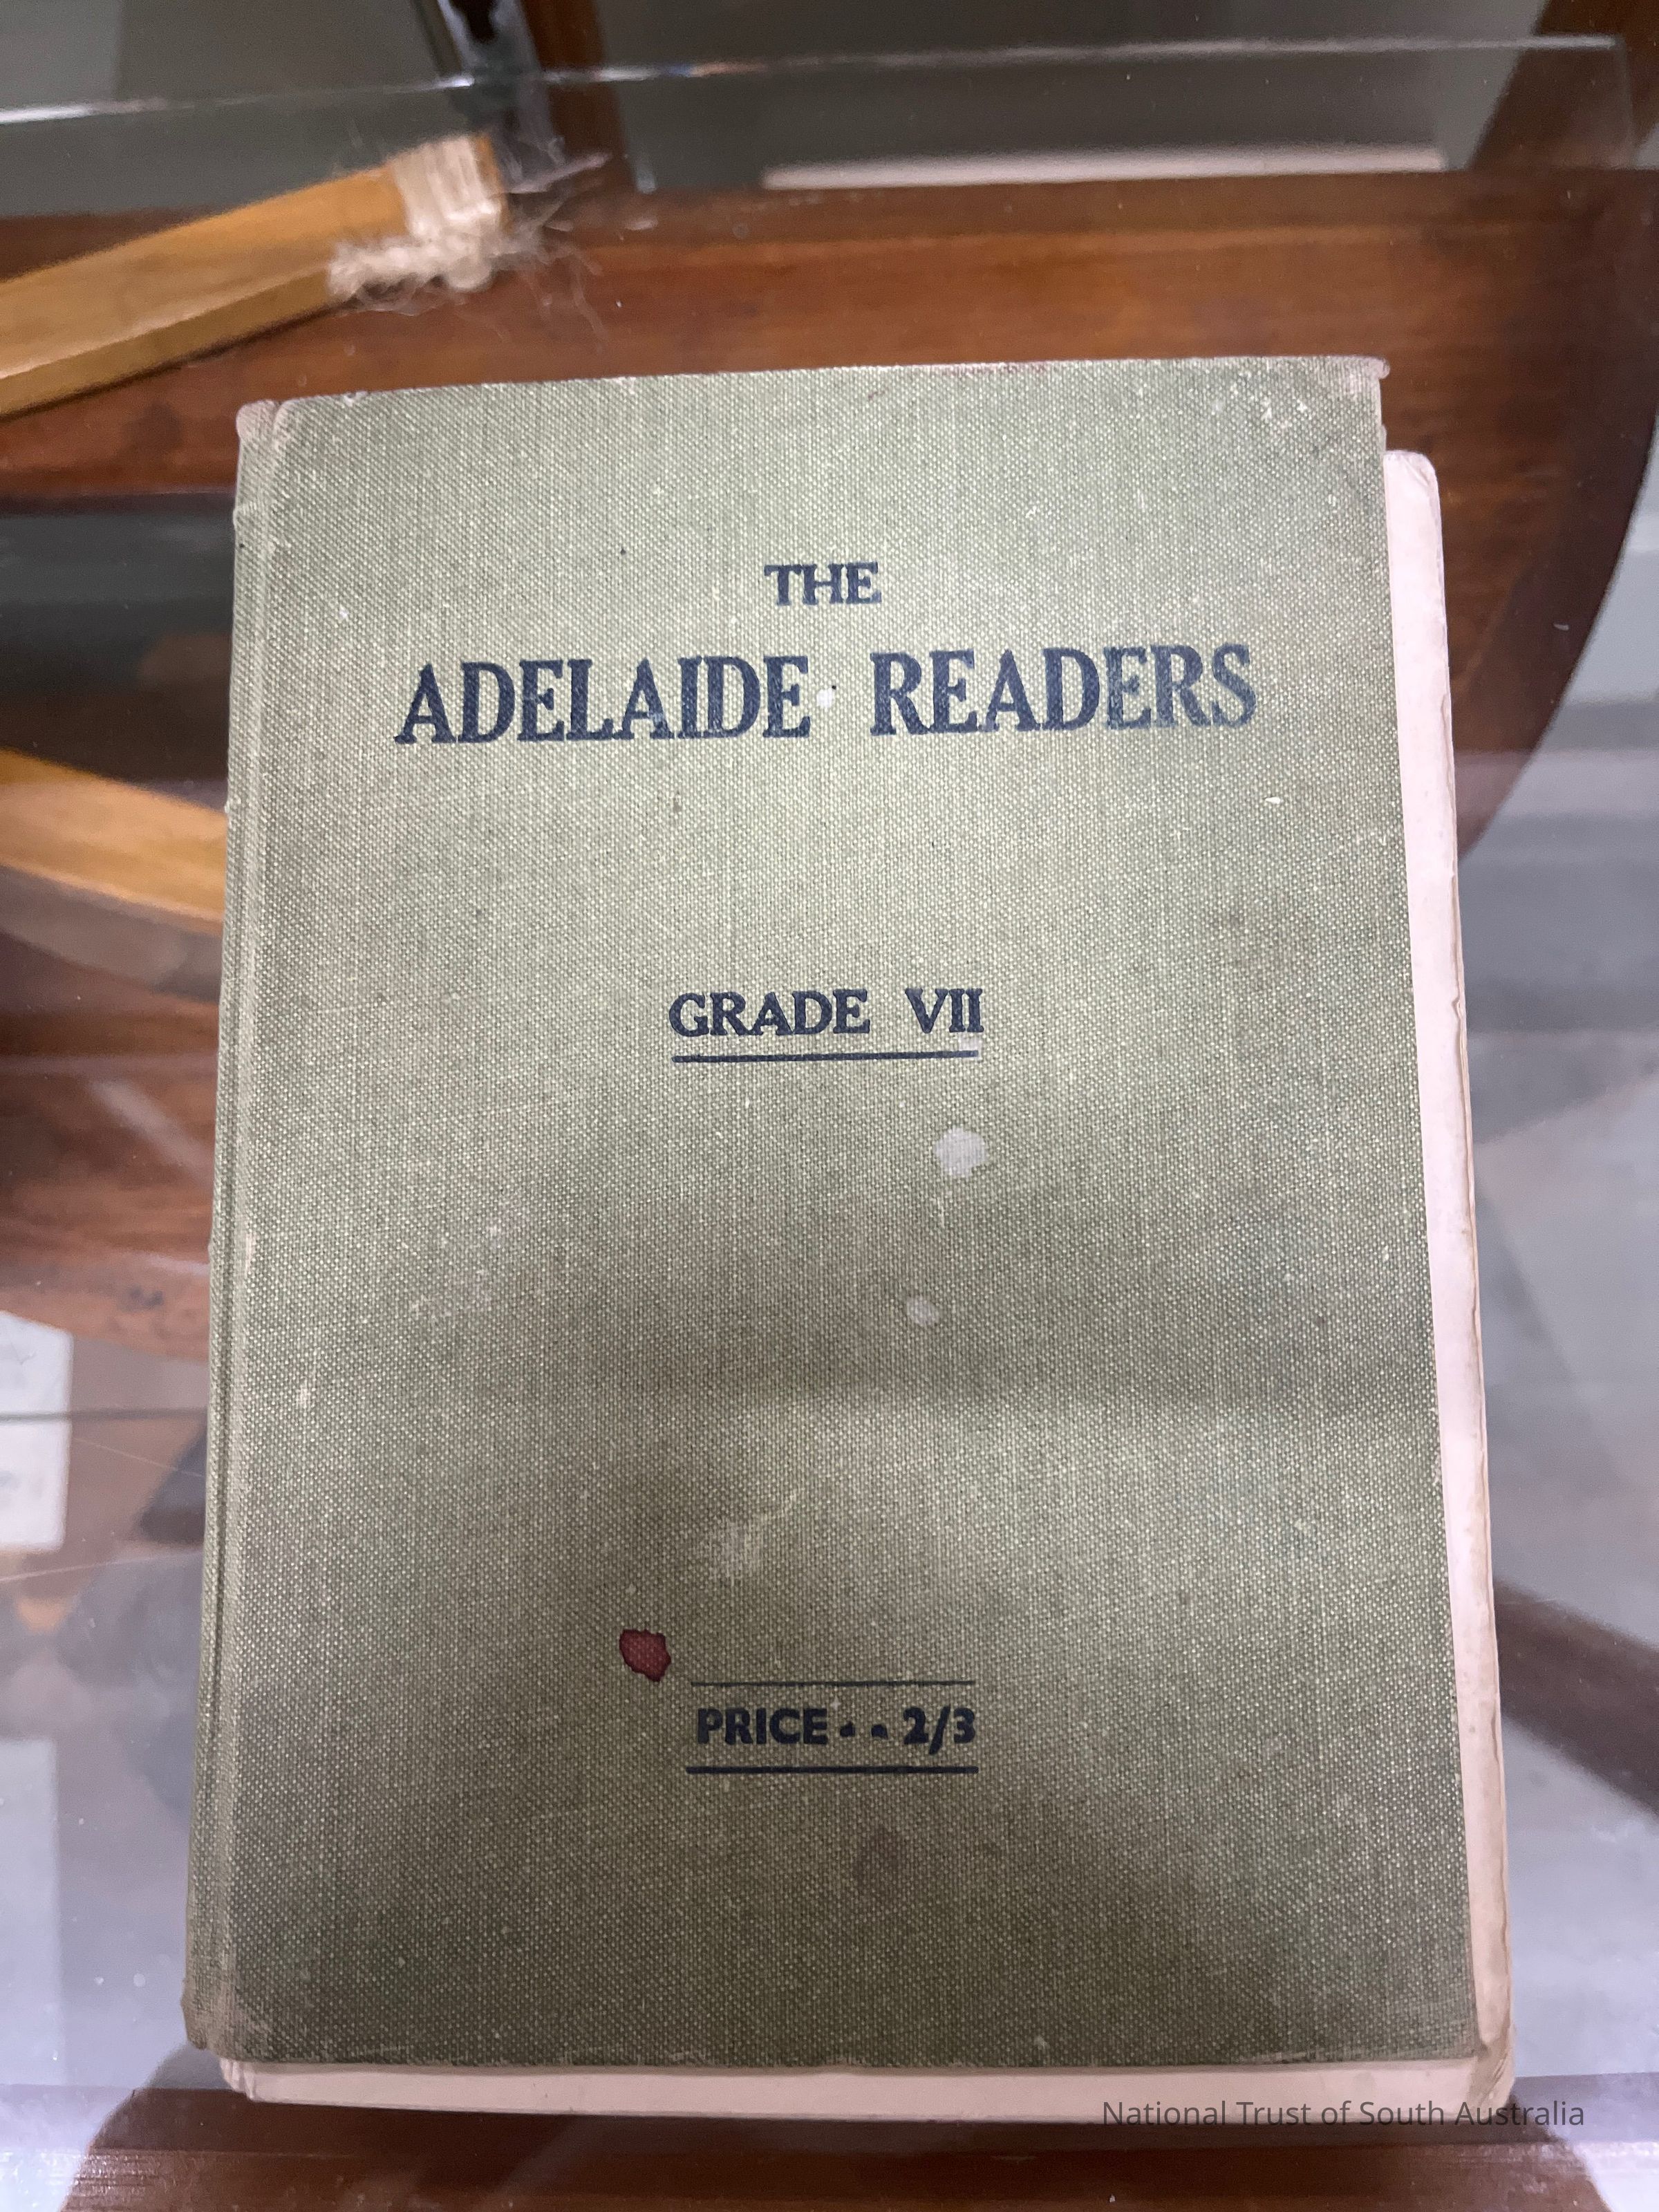 THE
ADELAIDE READERS
GRADE VII
PRICE . . 2/3
National Trust of South Australia